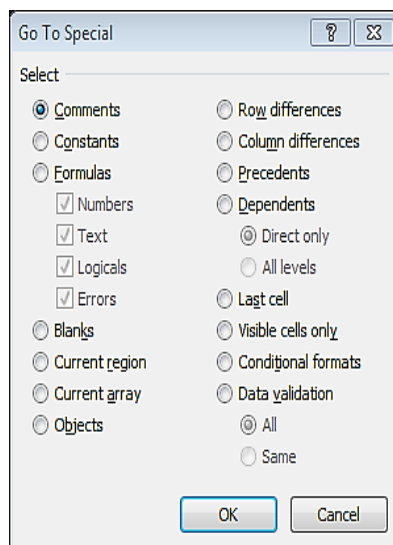 Go To Special
Select
Comments
Constants
Formulas
Numbers
Text
Logicals
Errors
Blanks
Current region
Current array
Objects
Row differences
Column differences
Precedents
Dependents
Direct only
All levels
Last cell
Visible cells only
Conditional formats
Data validation
All
Same
OK
Cancel